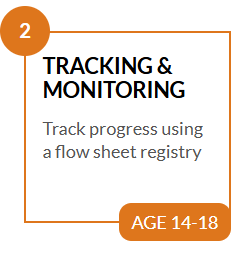 2
TRACKING &
MONITORING
Track progress using
a flow sheet registry
AGE 14-18